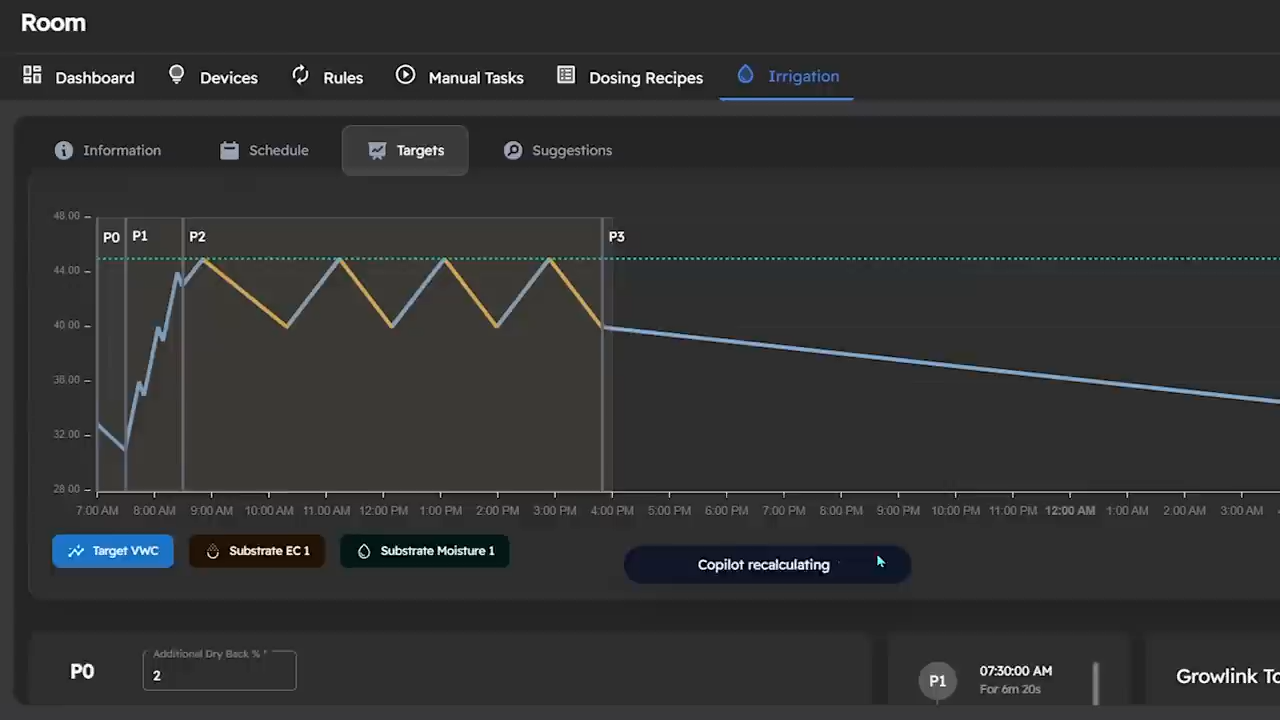 Room
Dashboard Devices Rules Manual Tasks Dosing Recipes Irrigation
Information Schedule Targets Suggestions
48.00
P0 P1 P2 P3
44.00
40.00
36.00
32.00
28.00
7:00 AM 8:00 AM 9:00 AM 10:00 AM 11:00 AM 12:00 PM 1:00 PM 2:00 PM 3:00 PM 4:00 PM 5:00 PM 6:00 PM 7:00 PM 8:00 PM 9:00 PM 10:00 PM 11:00 PM 12:00 AM 1:00 AM 2:00 AM 3:00 AM
Target VWC Substrate EC 1 Substrate Moisture 1
Copilot recalculating
Additional Dry Back % *
P0 2
P1 07:30:00 AM
For 6m 20s
Growlink To